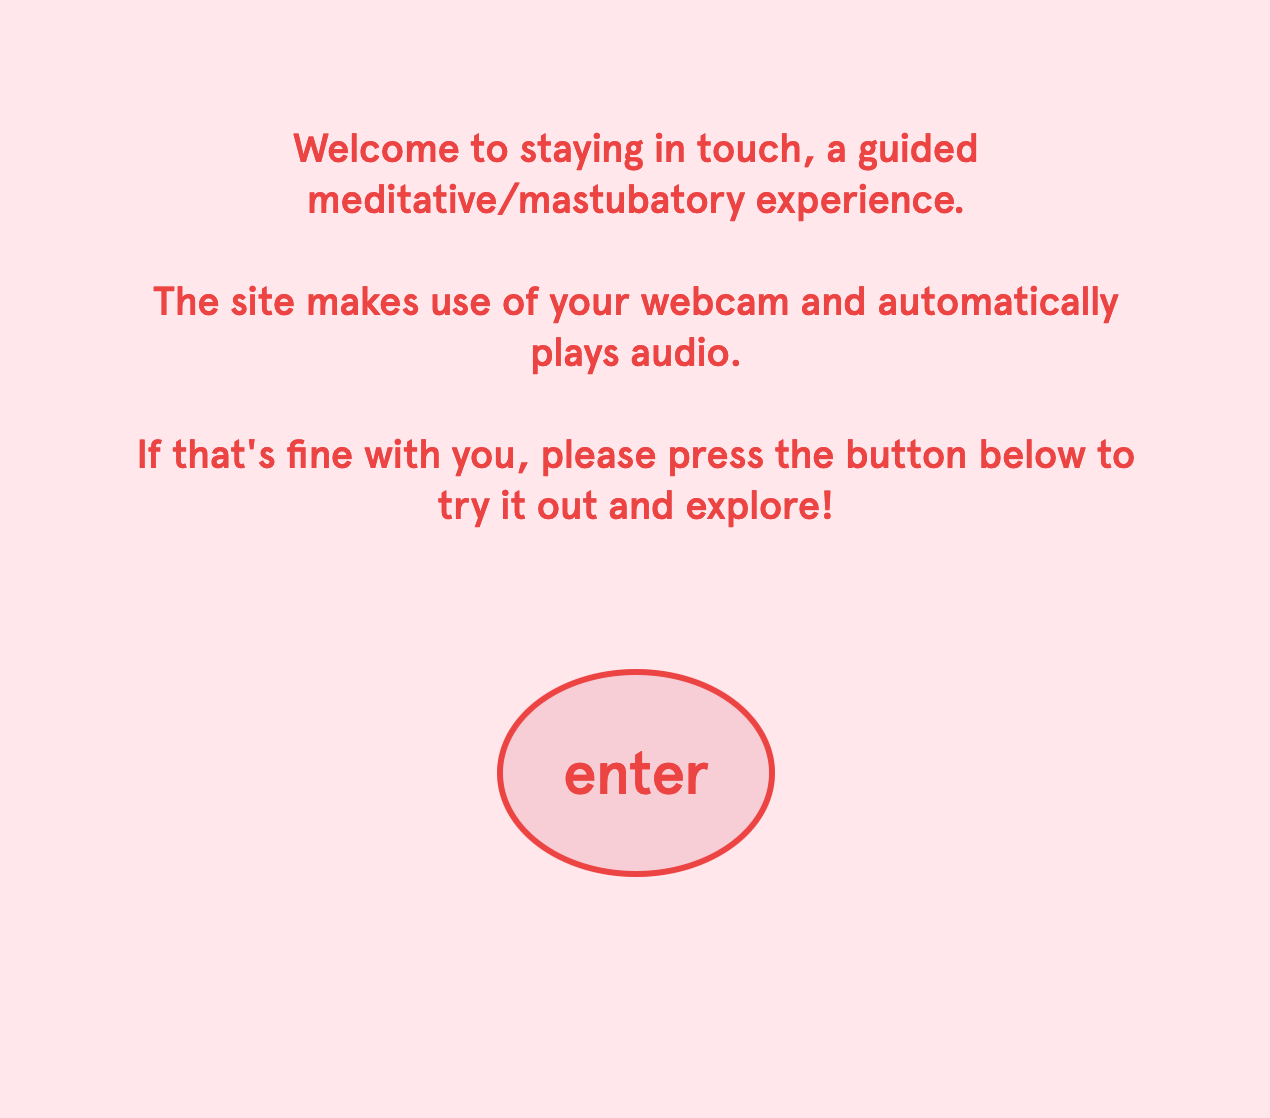 Welcome to staying in touch, a guided
meditative/mastubatory experience.
The site makes use of your webcam and automatically
plays audio.
If that's fine with you, please press the button below to
try it out and explore!
enter